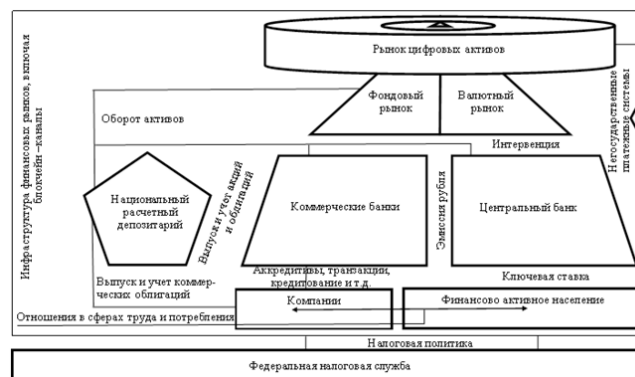 Рынок цифровых активов
Фондовый
рынок
Валютный
рынок
Негосударственные
платежные системы
Инфраструктура финансовых рынков, включая
блокчейн –каналы
Оборот активов
Интервенция
Национальный
расчетный
депозитарий
Выпуск и учет акций
и облигаций
Коммерческие банки
Эмиссия рубля
Центральный банк
Выпуск и учет коммер-
ческих облигаций
Аккредитивы, транзакции,
кредитование и т.д.
Ключевая ставка
Компании
Финансово активное население
Отношения в сферах труда и потребления
Налоговая политика
Федеральная налоговая служба